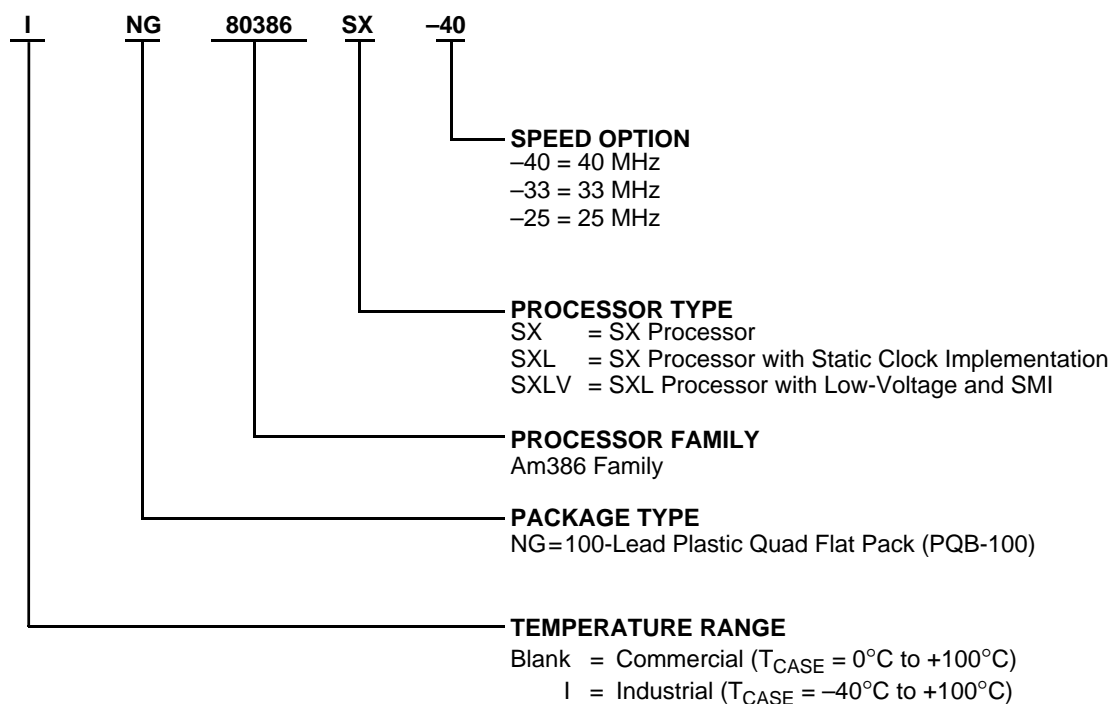 I NG 80386 SX –40
SPEED OPTION
–40 = 40 MHz
–33 = 33 MHz
–25 = 25 MHz
PROCESSOR TYPE
SX = SX Processor
SXL = SX Processor with Static Clock Implementation
SXLV = SXL Processor with Low-Voltage and SMI
PROCESSOR FAMILY
Am386 Family
PACKAGE TYPE
NG=100-Lead Plastic Quad Flat Pack (PQB-100)
TEMPERATURE RANGE
Blank = Commercial (TCASE = 0°C to +100°C)
I = Industrial (TCASE = –40°C to +100°C)